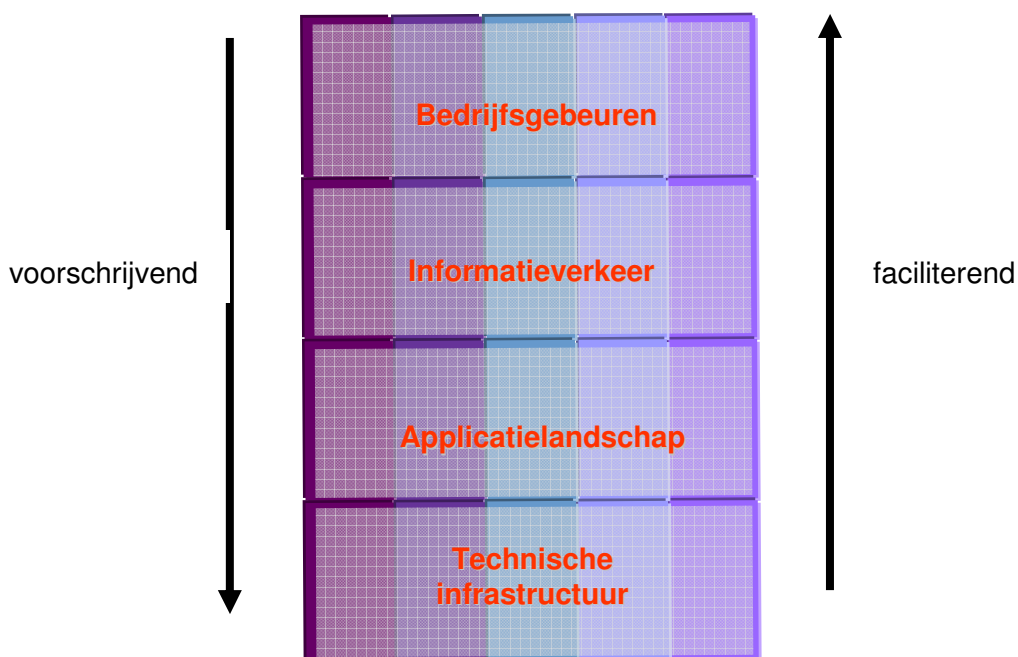 Bedrijfsgebeuren
voorschrijvend
Informatieverkeer
faciliterend
Applicatielandschap
Technische
infrastructuur